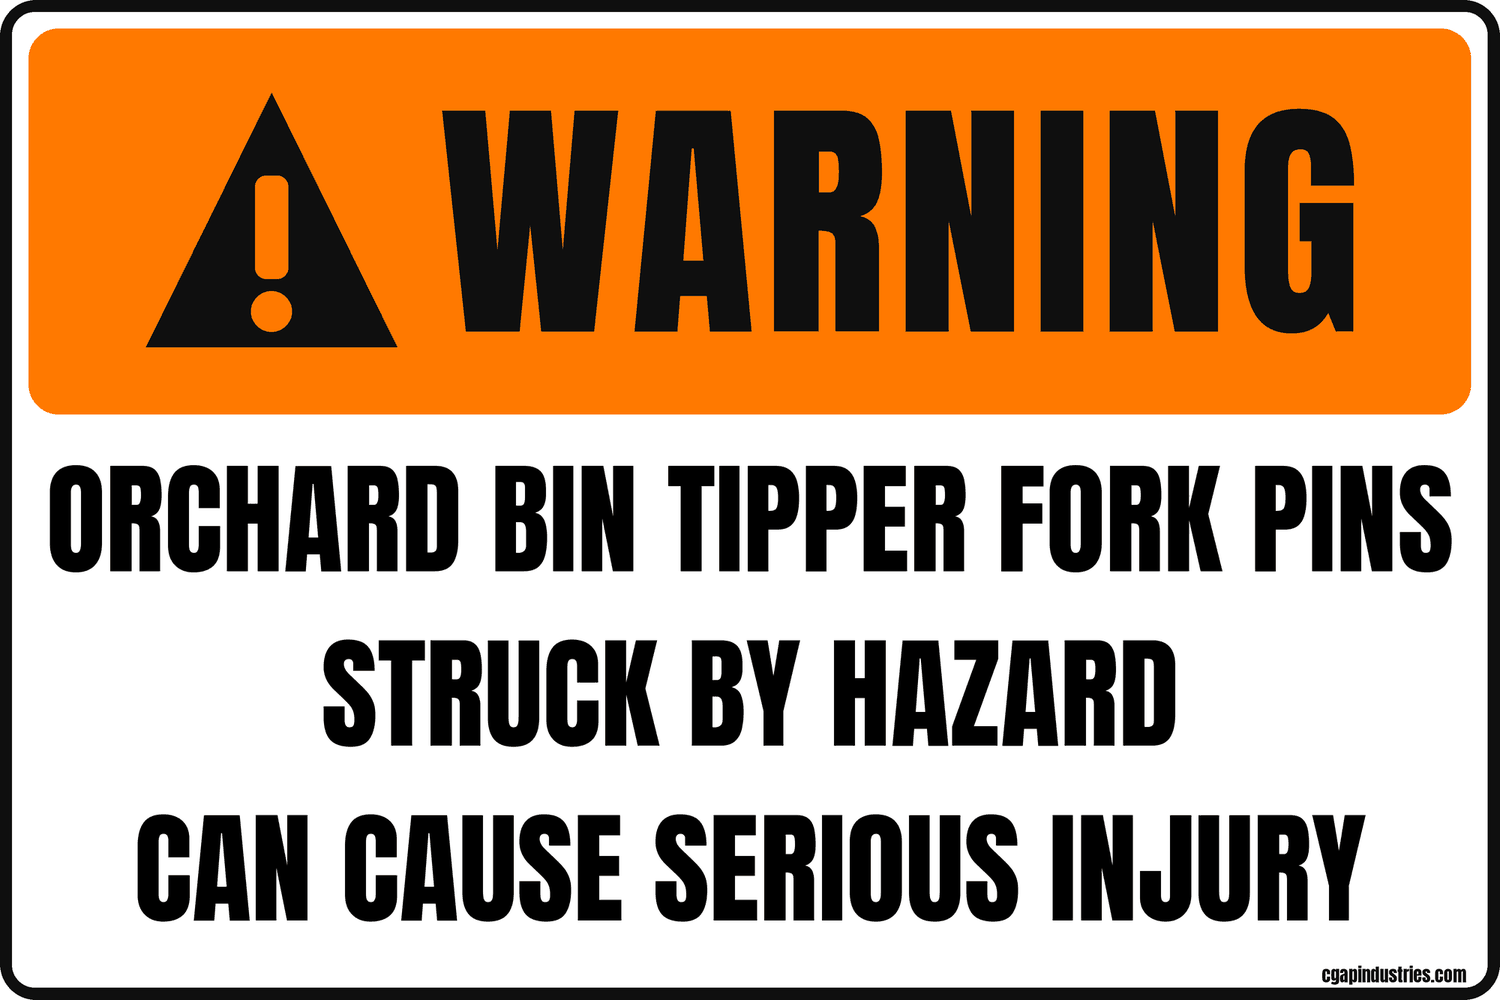 WARNING
ORCHARD BIN TIPPER FORK PINS
STRUCK BY HAZARD
CAN CAUSE SERIOUS INJURY
cgapindustries.com